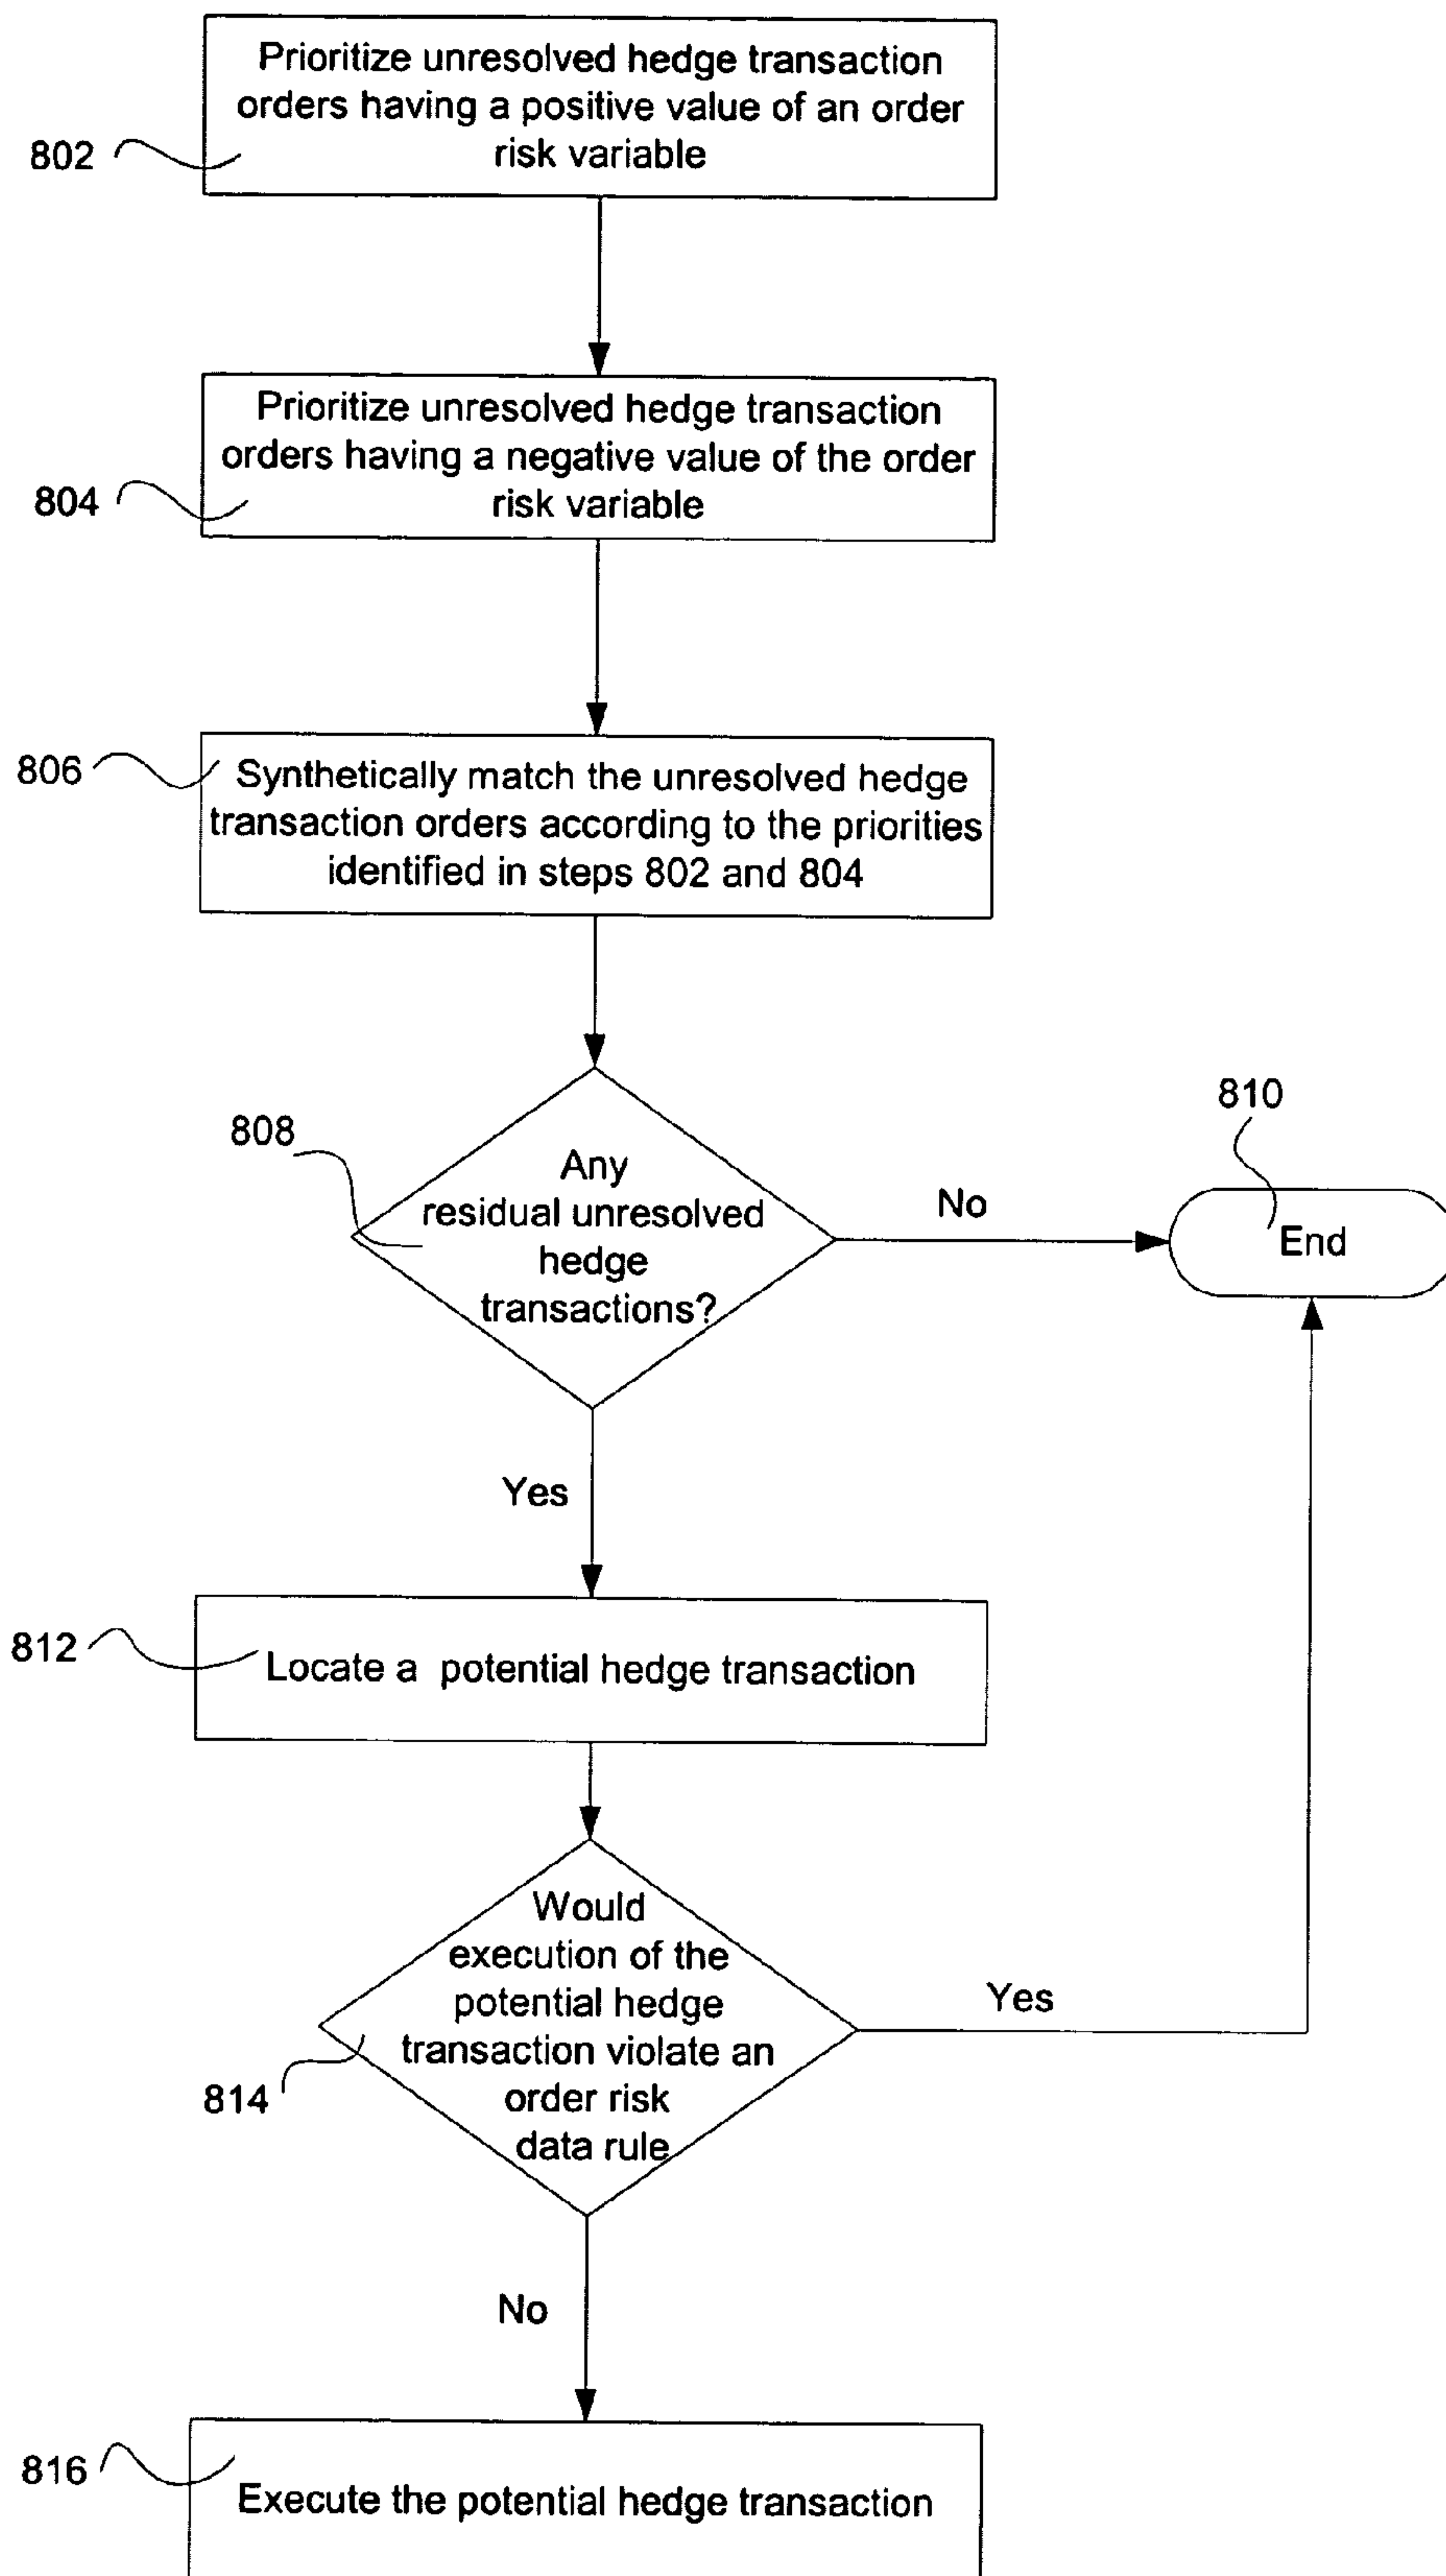 Prioritize unresolved hedge transaction
orders having a positive value of an order
risk variable
802
Prioritize unresolved hedge transaction
orders having a negative value of the order
risk variable
804
806
Synthetically match the unresolved hedge
transaction orders according to the priorities
identified in steps 802 and 804
808
Any
residual unresolved
hedge
transactions?
No
810
End
Yes
812
Locate a potential hedge transaction
Would
execution of the
potential hedge
transaction violate an
order risk
data rule
814
Yes
No
816
Execute the potential hedge transaction